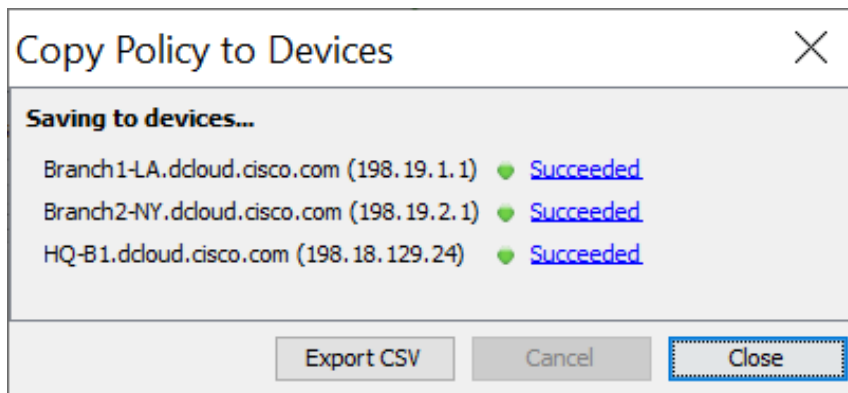 Copy Policy to Devices
Saving to devices...
Branch1-LA.dcloud.cisco.com (198.19.1.1) Succeeded
Branch2-NY.dcloud.cisco.com (198.19.2.1) Succeeded
HQ-B1.dcloud.cisco.com (198.18.129.24) Succeeded
Export CSV Cancel Close